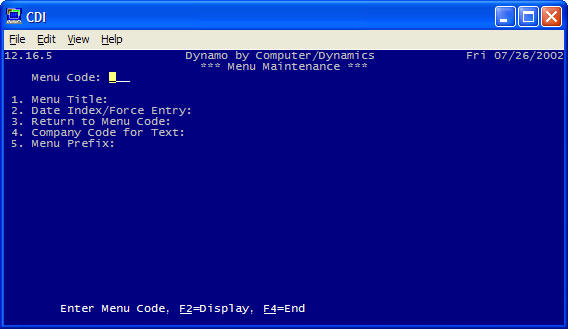 CDI
File Edit View Help
12.16.5 Dynamo by Computer/Dynamics Fri 07/26/2002
*** Menu Maintenance ***
Menu Code:
1. Menu Title:
2. Date Index/Force Entry:
3. Return to Menu Code:
4. Company Code for Text:
5. Menu Prefix:
Enter Menu Code, F2=Display, F4=End